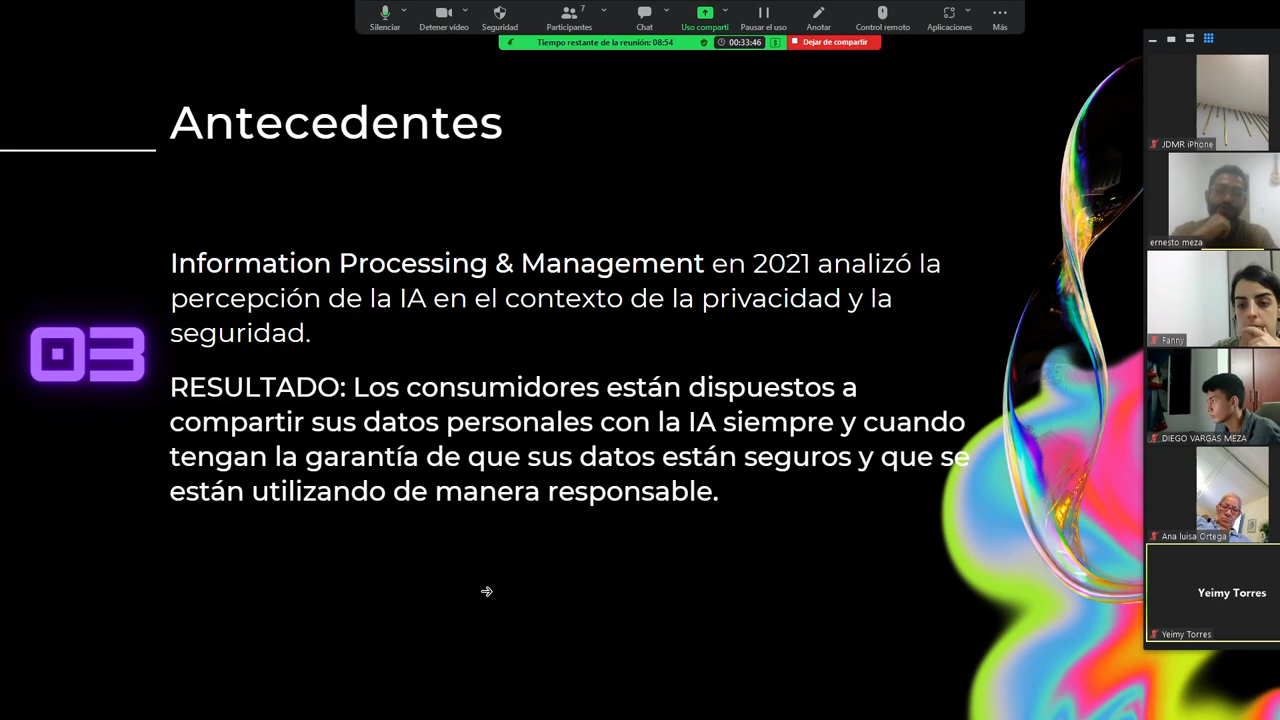 7
Silenciar
Detener vídeo
Seguridad
Participantes
Chat
Uso comparti
Pausar el uso
Anotar
Control remoto
Aplicaciones
Más
Tiempo restante de la reunión: 08:54
00:33:46
Dejar de compartir
Antecedentes
03
Information Processing & Management en 2021 analizó la
percepción de la IA en el contexto de la privacidad y la
seguridad.
RESULTADO: Los consumidores están dispuestos a
compartir sus datos personales con la IA siempre y cuando
tengan la garantía de que sus datos están seguros y que se
están utilizando de manera responsable.
JDMR iPhone
ernesto meza
Fanny
DIEGO VARGAS MEZA
Ana luisa Ortega
Yeimy Torres
Yeimy Torres